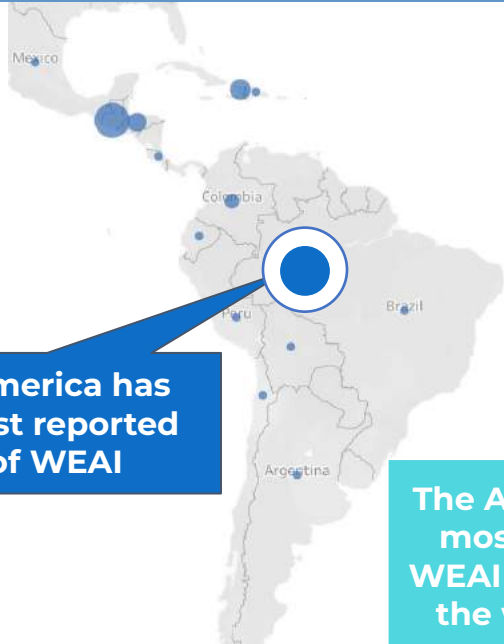 Mexico
Colombia
Peru
Brazil
merica has
st reported
of WEAI
Argentina
The A
mos
WEAI
the